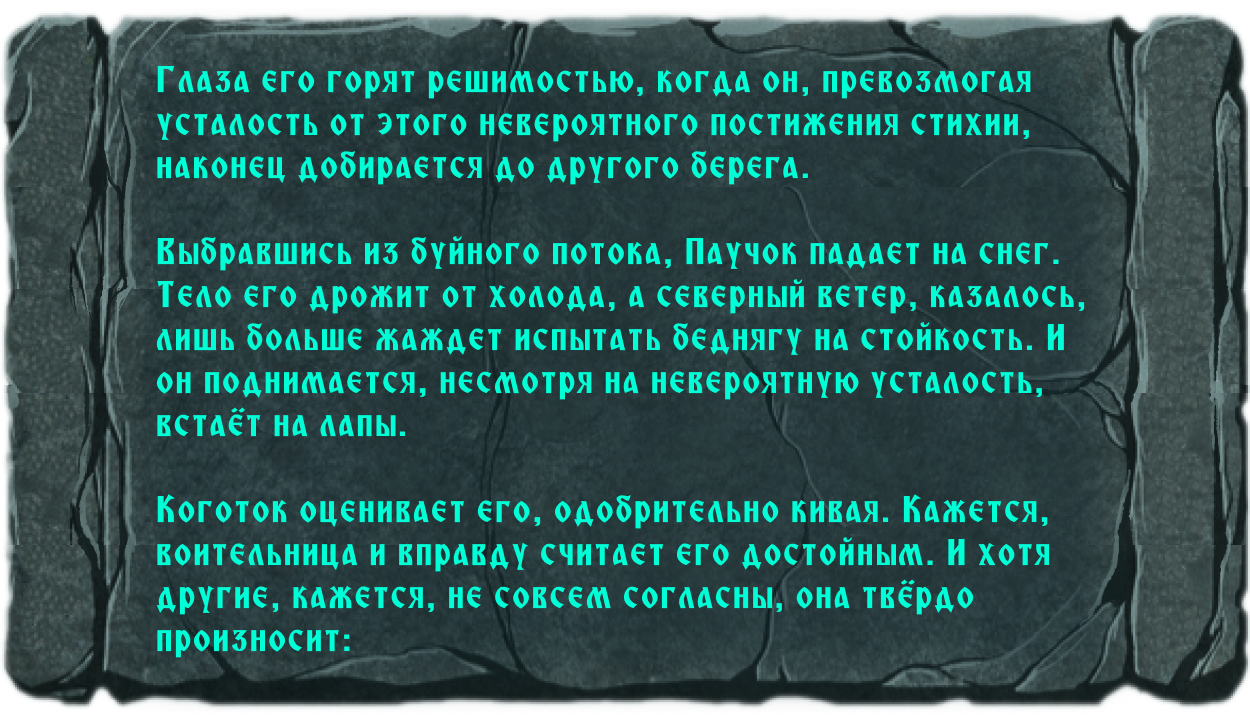 Глаза его горят решимостью, когда он, превозмогая
усталость от этого невероятного постижения стихии,
наконец добирается до другого берега.
Выбравшись из буйного потока, Паучок падает на снег.
Тело его дрожит от холода, а северный ветер, казалось,
лишь больше жаждет испытать беднягу на стойкость. И
он поднимается, несмотря на невероятную усталость,
встаёт на лапы.
Коготок оценивает его, одобрительно кивая. Кажется,
воительница и вправду считает его достойным. И хотя
другие, кажется, не совсем согласны, она твёрдо
произносит: